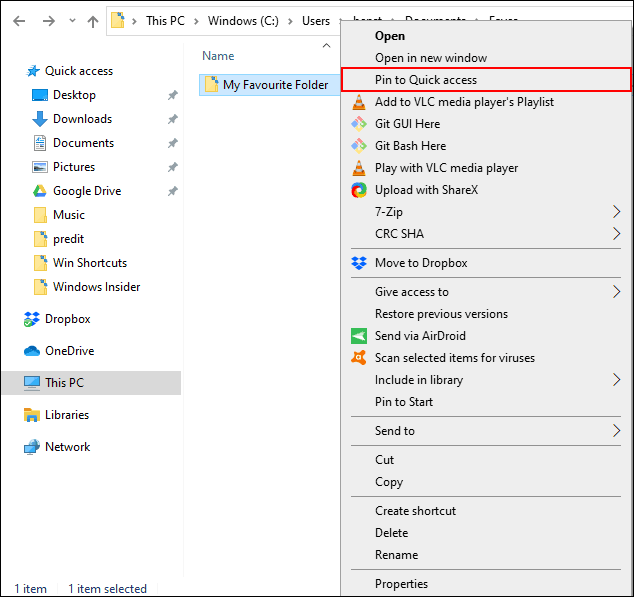 This PC
Windows (C:)
Users
Documents
Name
Quick access
Desktop
Downloads
Documents
Pictures
Google Drive
Music
predit
Win Shortcuts
Windows Insider
Dropbox
OneDrive
This PC
Libraries
Network
My Favourite Folder
Open
Open in new window
Pin to Quick access
Add to VLC media player's Playlist
Git GUI Here
Git Bash Here
Play with VLC media player
Upload with ShareX
7-Zip
CRC SHA
Move to Dropbox
Give access to
Restore previous versions
Send via AirDroid
Scan selected items for viruses
Include in library
Pin to Start
Send to
Cut
Copy
Create shortcut
Delete
Rename
Properties
1 item
1 item selected